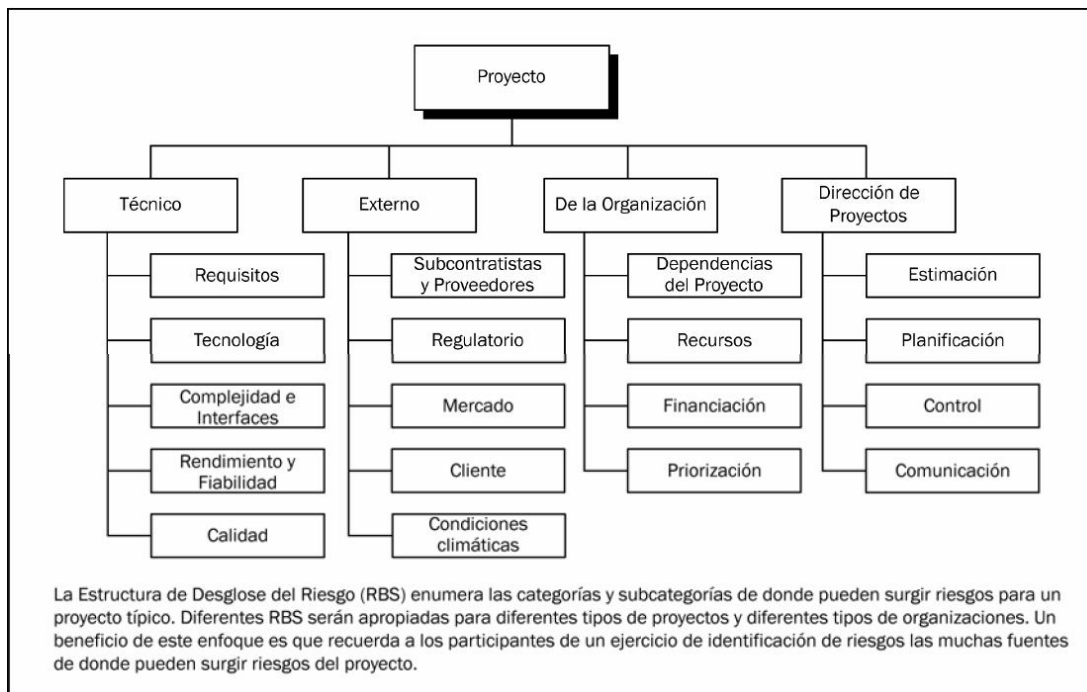 Proyecto
Técnico
Externo
De la Organización
Dirección de
Proyectos
Requisitos
Subcontratistas
y Proveedores
Dependencias
del Proyecto
Estimación
Tecnología
Regulatorio
Recursos
Planificación
Complejidad e
Interfaces
Mercado
Financiación
Control
Rendimiento y
Fiabilidad
Cliente
Priorización
Comunicación
Calidad
Condiciones
climáticas
La Estructura de Desglose del Riesgo (RBS) enumera las categorías y subcategorías de donde pueden surgir riesgos para un
proyecto típico. Diferentes RBS serán apropiadas para diferentes tipos de proyectos y diferentes tipos de organizaciones. Un
beneficio de este enfoque es que recuerda a los participantes de un ejercicio de identificación de riesgos las muchas fuentes
de donde pueden surgir riesgos del proyecto.